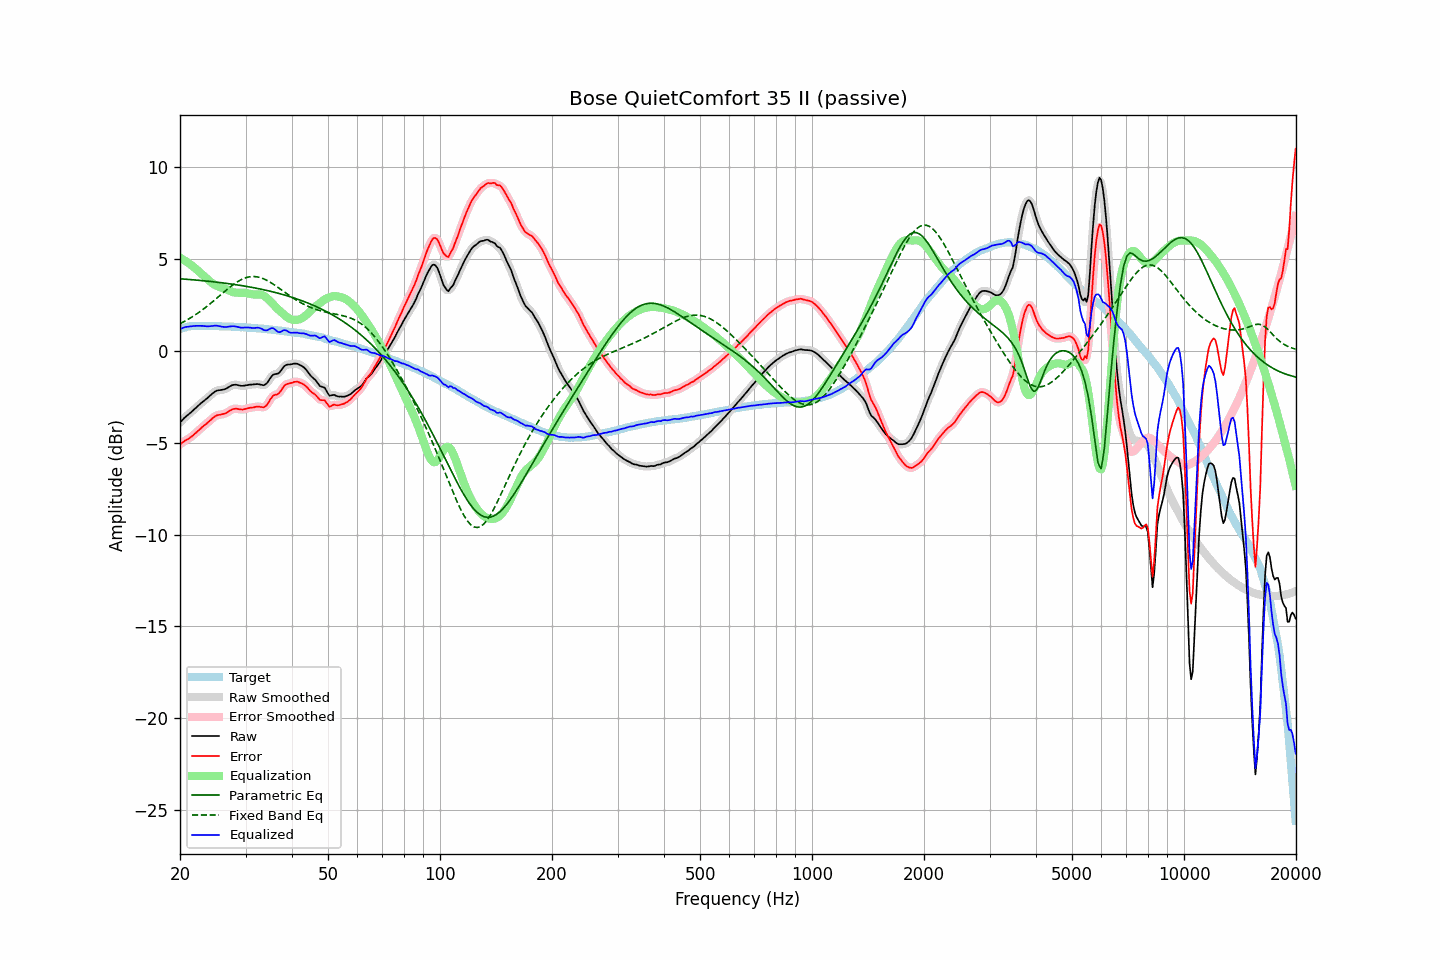 Bose QuietComfort 35 II (passive)
Amplitude (dBr)
10
5
0
−5
−10
−15
−20
−25
Target
Raw Smoothed
Error Smoothed
Raw
Error
Equalization
Parametric Eq
Fixed Band Eq
Equalized
20 50 100 200 500 1000 2000 5000 10000 20000
Frequency (Hz)